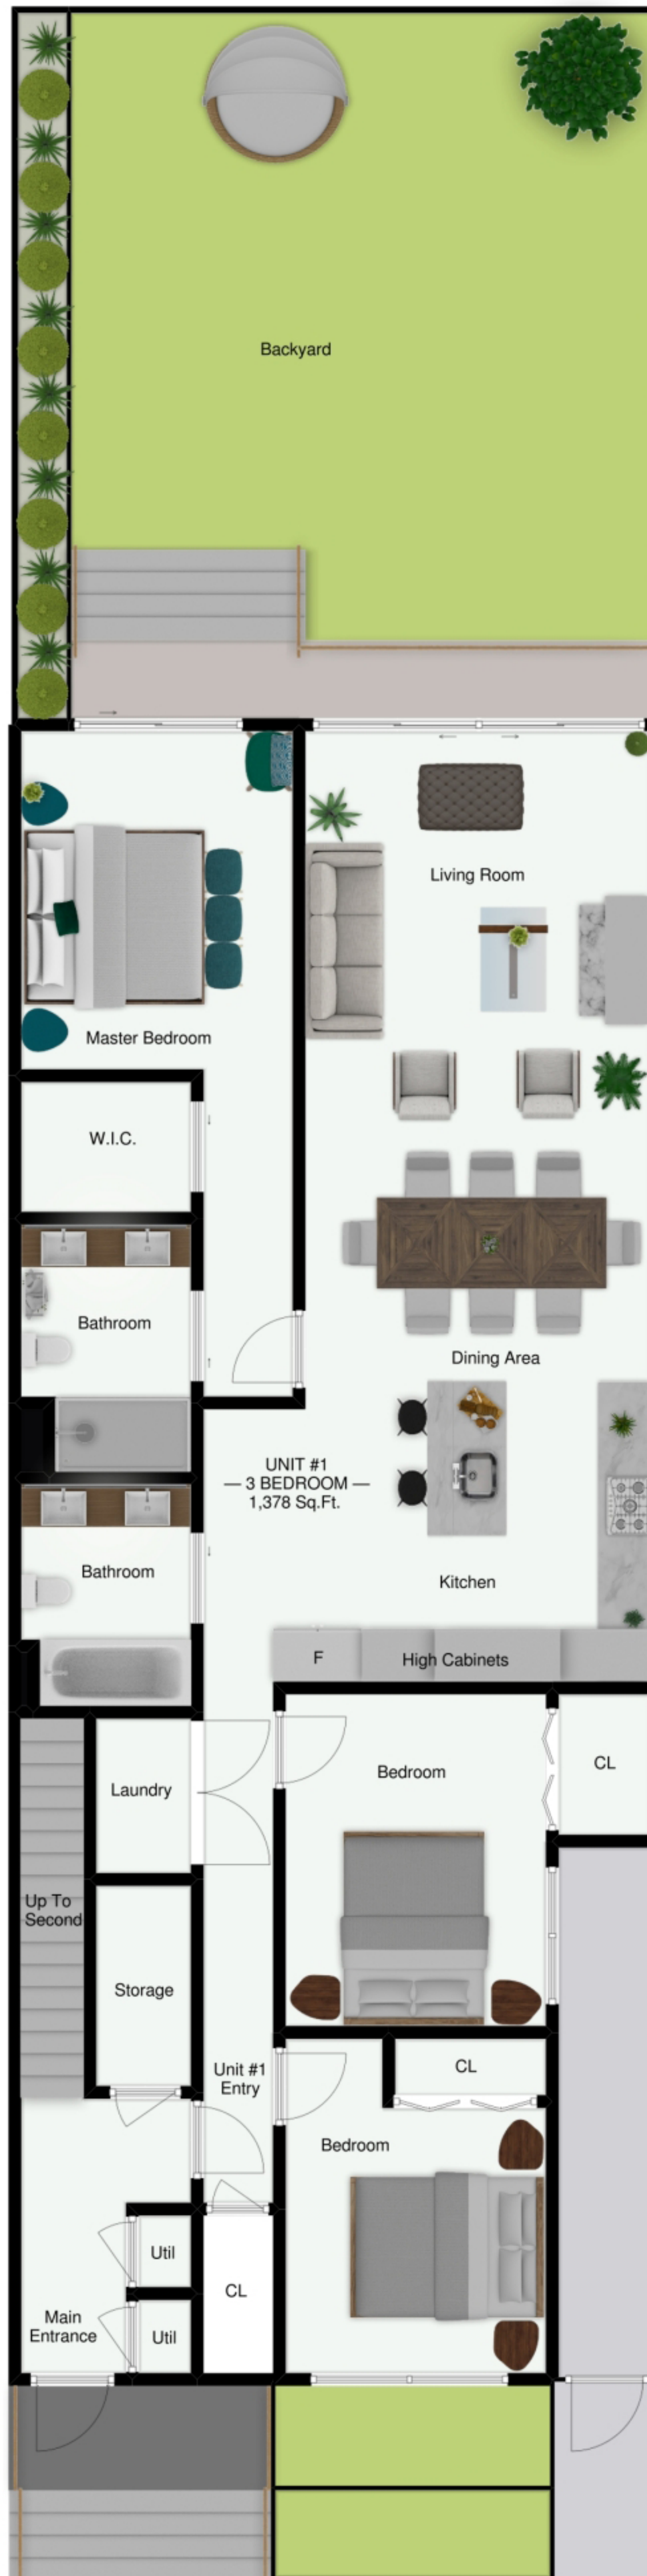 Backyard
Living Room
Master Bedroom
W.I.C.
Bathroom
Dining Area
UNIT #1
— 3 BEDROOM —
1,378 Sq.Ft.
Bathroom
Kitchen
F
High Cabinets
CL
Bedroom
Laundry
Up To
Second
Storage
CL
Unit #1
Entry
Bedroom
Util
CL
Main
Entrance
Util